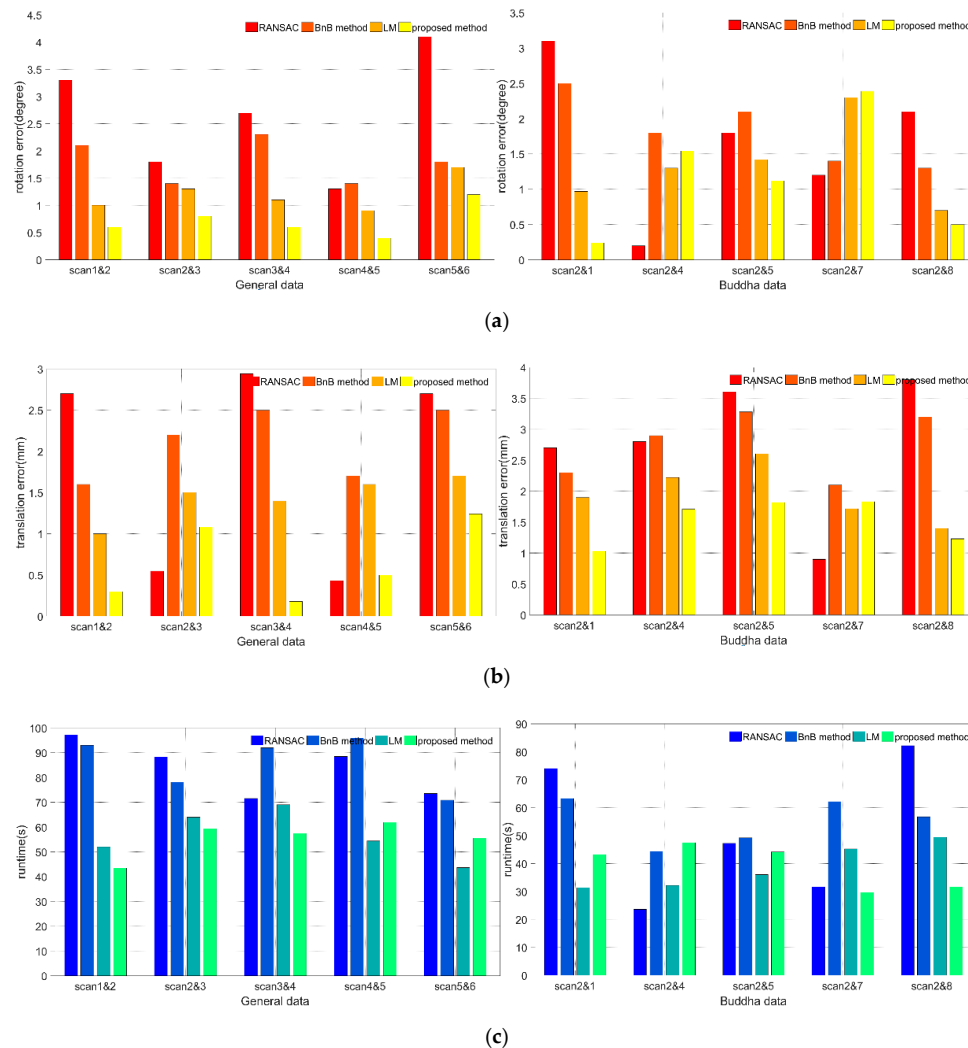 RANSAC BnB method LM proposed method
4.5
4
3.5
3
2.5
2
1.5
1
0.5
0
rotation error(degree)
scan1&2 scan2&3 scan3&4 scan4&5 scan5&6
General data
RANSAC BnB method LM proposed method
3.5
3
2.5
2
1.5
1
0.5
0
rotation error(degree)
scan2&1 scan2&4 scan2&5 scan2&7 scan2&8
Buddha data
(a)
RANSAC BnB method LM proposed method
3
2.5
2
1.5
1
0.5
0
translation error(mm)
scan1&2 scan2&3 scan3&4 scan4&5 scan5&6
General data
RANSAC BnB method LM proposed method
4
3.5
3
2.5
2
1.5
1
0.5
0
translation error(mm)
scan2&1 scan2&4 scan2&5 scan2&7 scan2&8
Buddha data
(b)
RANSAC BnB method LM proposed method
100
90
80
70
60
50
40
30
20
10
0
runtime(s)
scan1&2 scan2&3 scan3&4 scan4&5 scan5&6
General data
RANSAC BnB method LM proposed method
90
80
70
60
50
40
30
20
10
0
runtime(s)
scan2&1 scan2&4 scan2&5 scan2&7 scan2&8
Buddha data
(c)